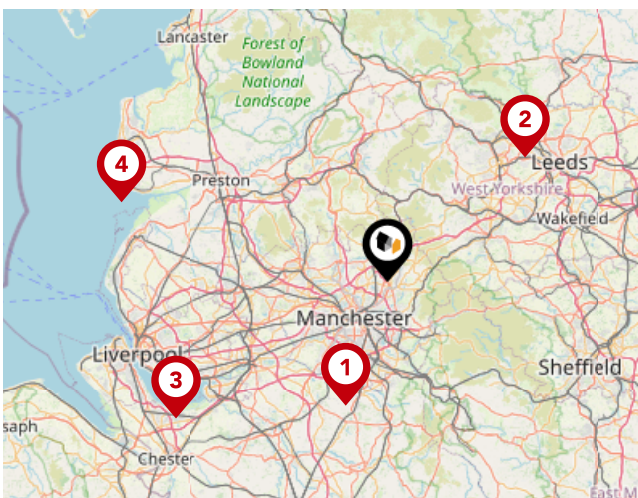 Lancaster
Forest of
Bowland
National
Landscape
2
Leeds
4
Preston
West Yorkshire
Wakefield
Manchester
Liverpool
1
Sheffield
3
saph
Chester
East M